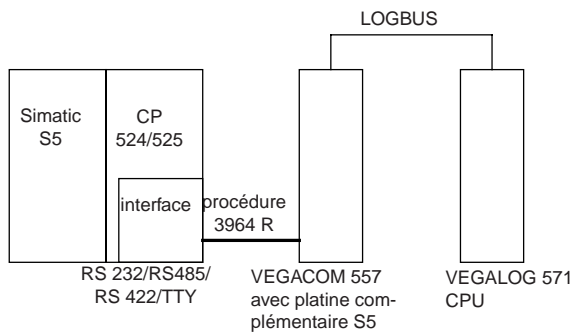 LOGBUS
Simatic
S5
CP
524/525
interface
procédure
3964 R
RS 232/RS485/
RS 422/TTY
VEGACOM 557
avec platine com-
plémentaire S5
VEGALOG 571
CPU